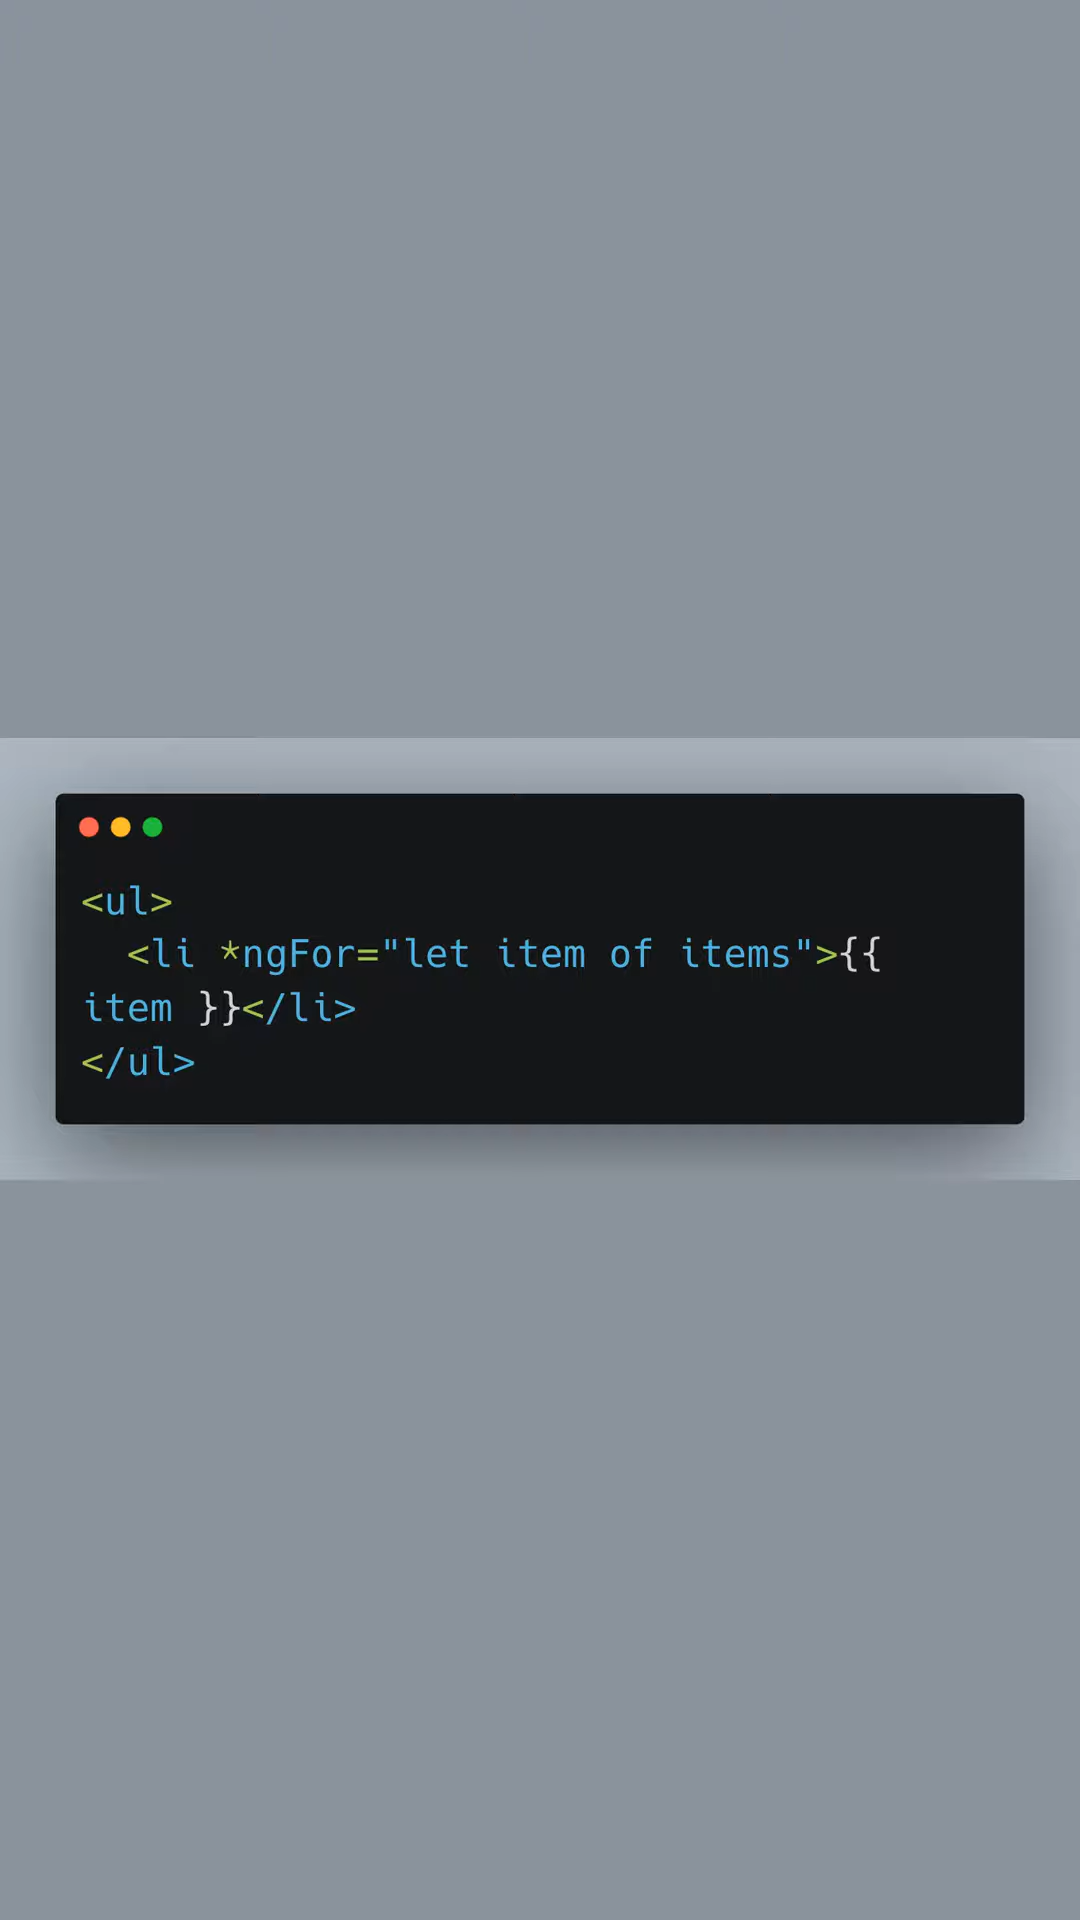 <ul>
  <li *ngFor="let item of items">{{
item }}</li>
</ul>